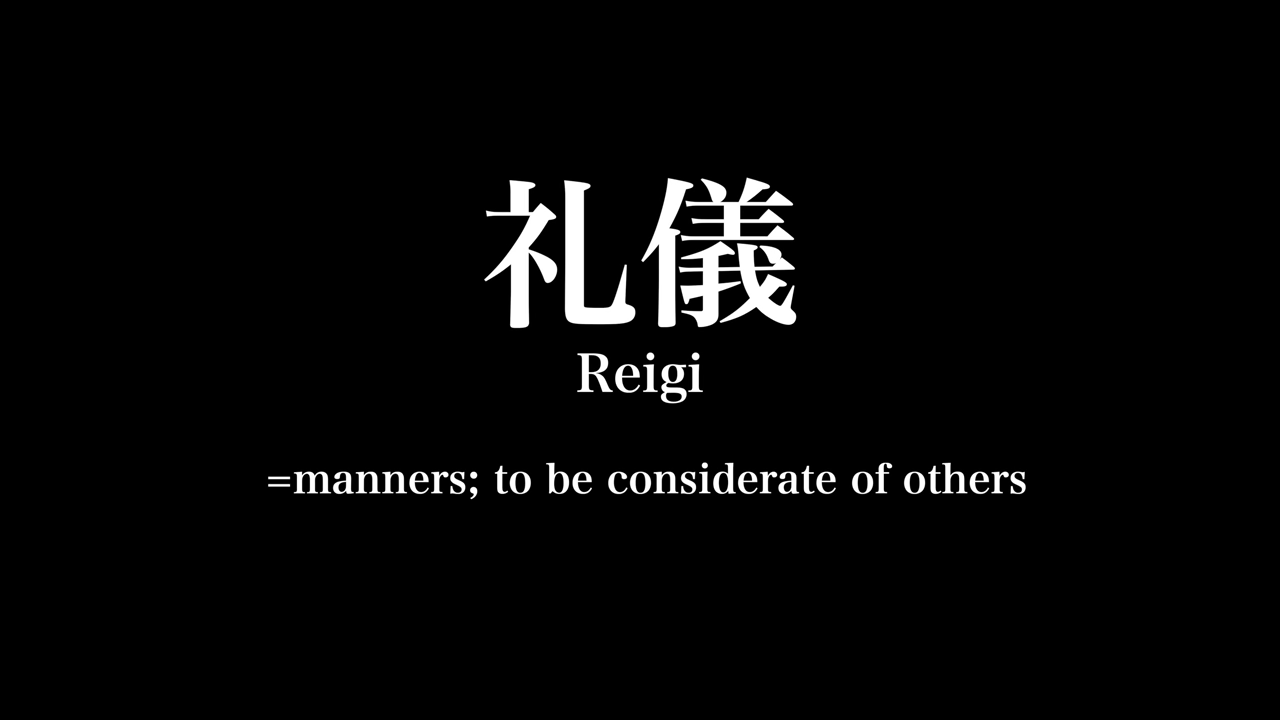 礼儀
Reigi
=manners; to be considerate of others